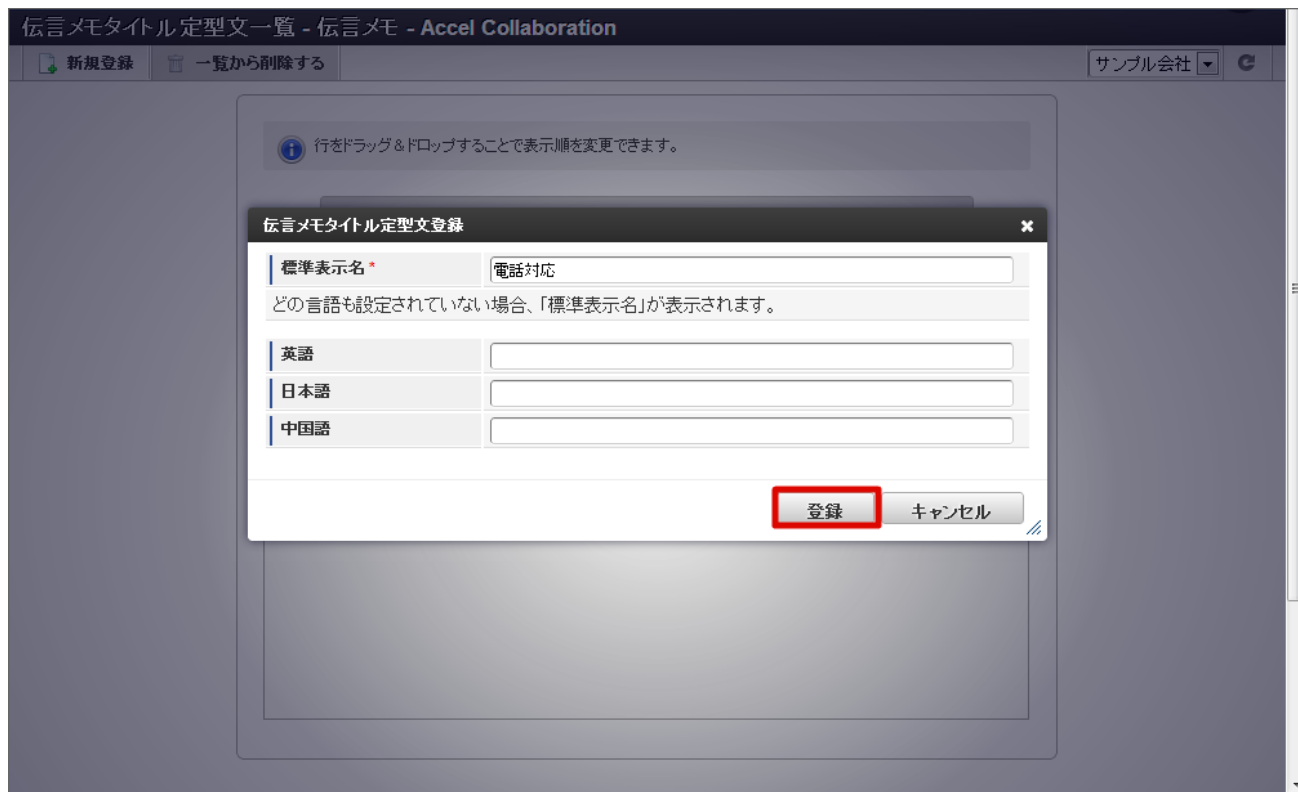 伝言メモタイトル定型文一覧 - 伝言メモ - Accel Collaboration
新規登録 一覧から削除する サンプル会社
行をドラッグ＆ドロップすることで表示順を変更できます。
伝言メモタイトル定型文登録
標準表示名* 電話対応
どの言語も設定されていない場合、「標準表示名」が表示されます。
英語
日本語
中国語
登録 キャンセル